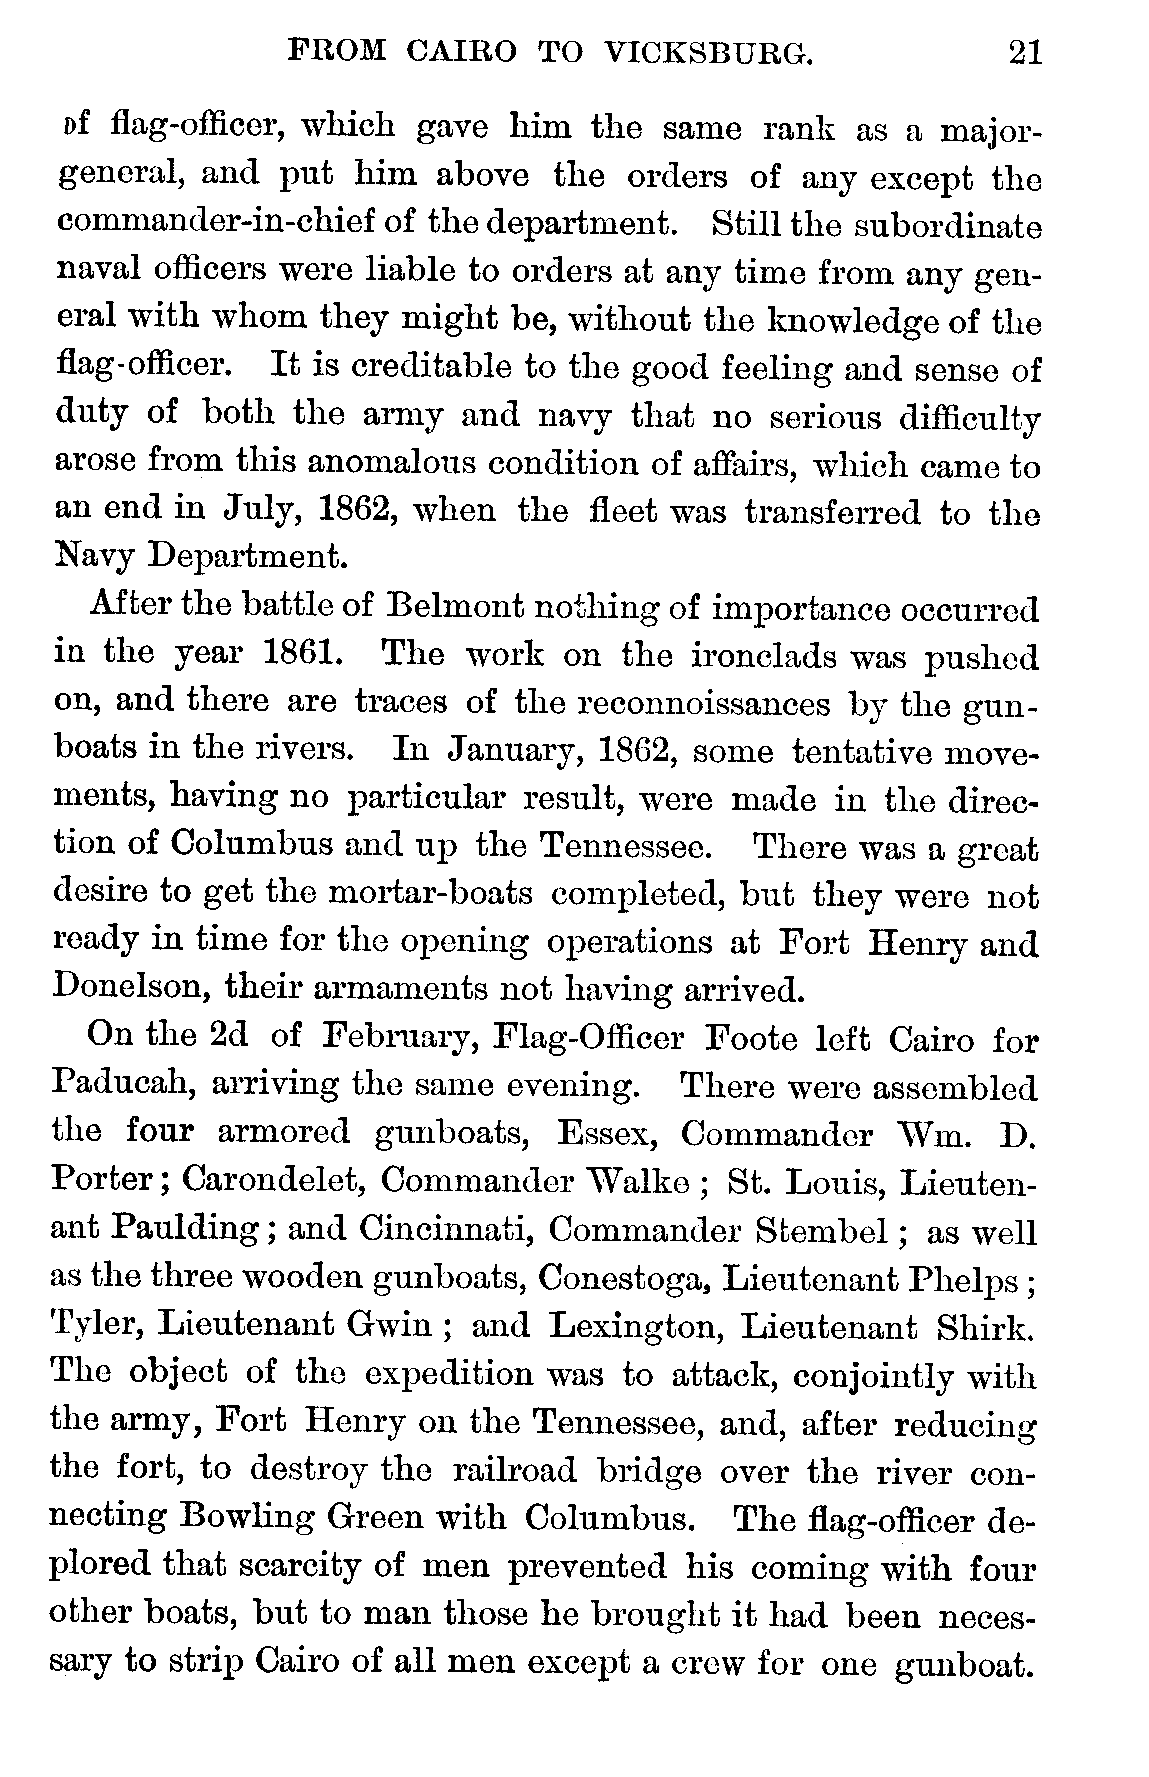 FROM CAIRO TO VICKSBURG. 21
of flag-officer, which gave him the same rank as a major-
general, and put him above the orders of any except the
commander-in-chief of the department. Still the subordinate
naval officers were liable to orders at any time from any gen-
eral with whom they might be, without the knowledge of the
flag-officer. It is creditable to the good feeling and sense of
duty of both the army and navy that no serious difficulty
arose from this anomalous condition of affairs, which came to
an end in July, 1862, when the fleet was transferred to the
Navy Department.
After the battle of Belmont nothing of importance occurred
in the year 1861. The work on the ironclads was pushed
on, and there are traces of the reconnoissances by the gun-
boats in the rivers. In January, 1862, some tentative move-
ments, having no particular result, were made in the direc-
tion of Columbus and up the Tennessee. There was a great
desire to get the mortar-boats completed, but they were not
ready in time for the opening operations at Fort Henry and
Donelson, their armaments not having arrived.
On the 2d of February, Flag-Officer Foote left Cairo for
Paducah, arriving the same evening. There were assembled
the four armored gunboats, Essex, Commander Wm. D.
Porter; Carondelet, Commander Walke; St. Louis, Lieuten-
ant Paulding; and Cincinnati, Commander Stembel; as well
as the three wooden gunboats, Conestoga, Lieutenant Phelps;
Tyler, Lieutenant Gwin; and Lexington, Lieutenant Shirk.
The object of the expedition was to attack, conjointly with
the army, Fort Henry on the Tennessee, and, after reducing
the fort, to destroy the railroad bridge over the river con-
necting Bowling Green with Columbus. The flag-officer de-
plored that scarcity of men prevented his coming with four
other boats, but to man those he brought it had been neces-
sary to strip Cairo of all men except a crew for one gunboat.